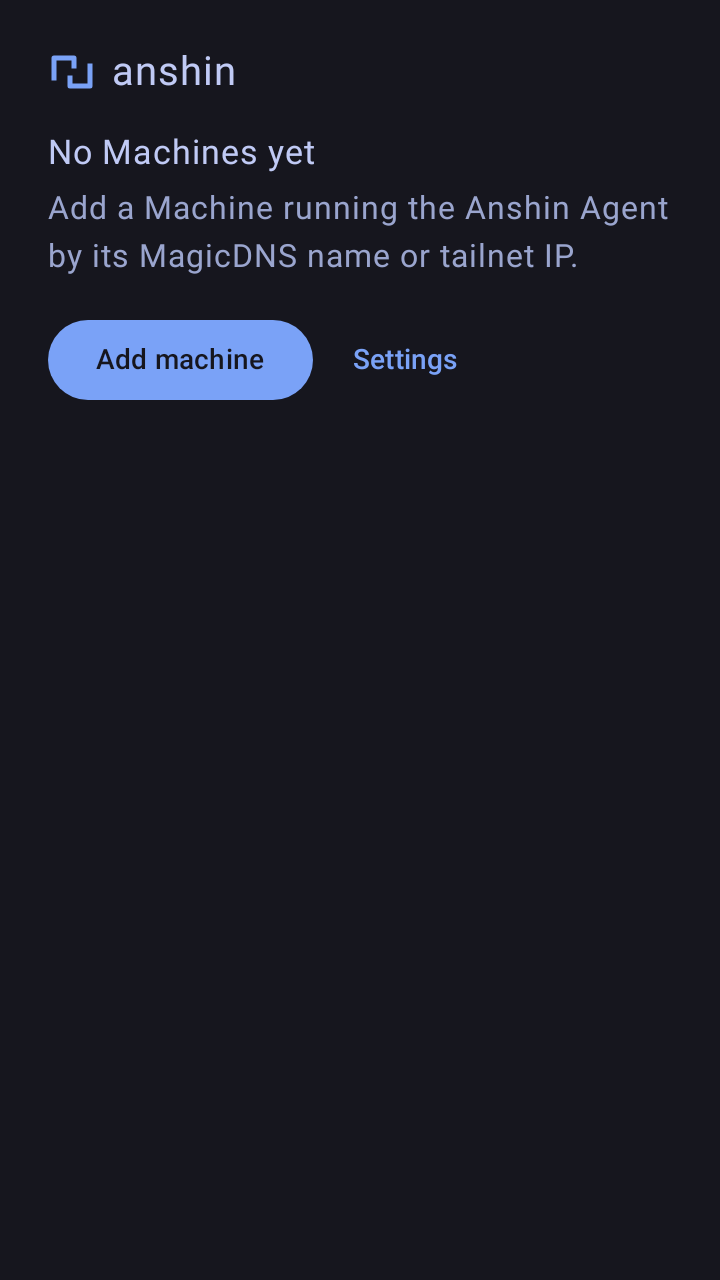 anshin
No Machines yet
Add a Machine running the Anshin Agent
by its MagicDNS name or tailnet IP.
Add machine
Settings